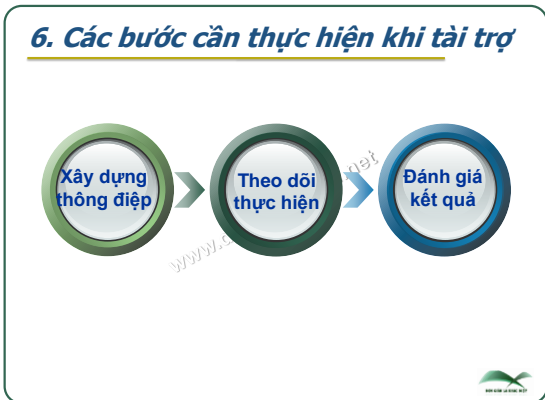 6. Các bước cần thực hiện khi tài trợ
Xây dựng
thông điệp
Theo dõi
thực hiện
Đánh giá
kết quả